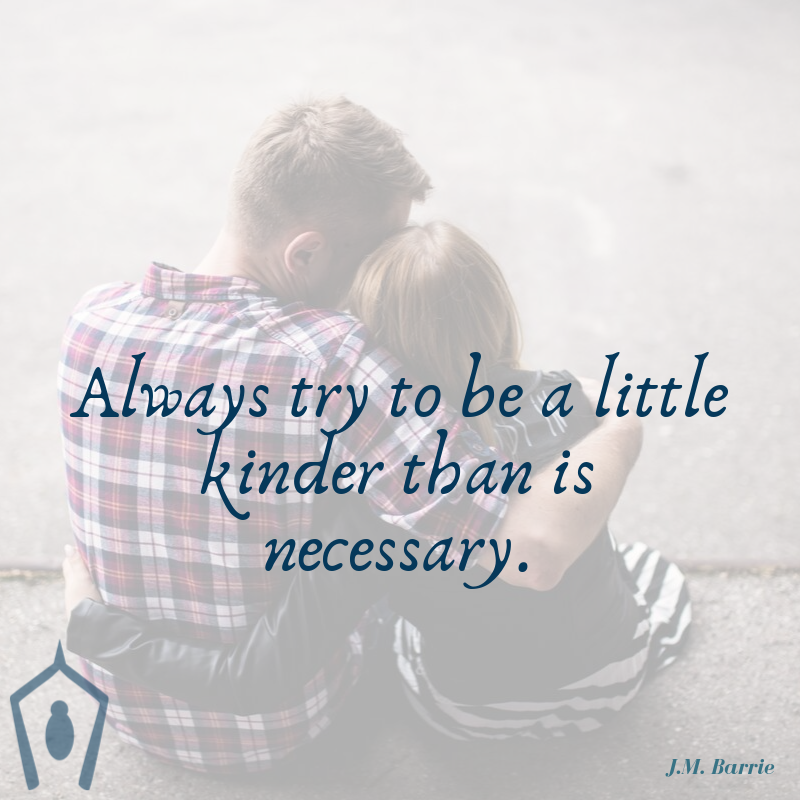 Always try to be a little
kinder than is
necessary.
J.M. Barrie